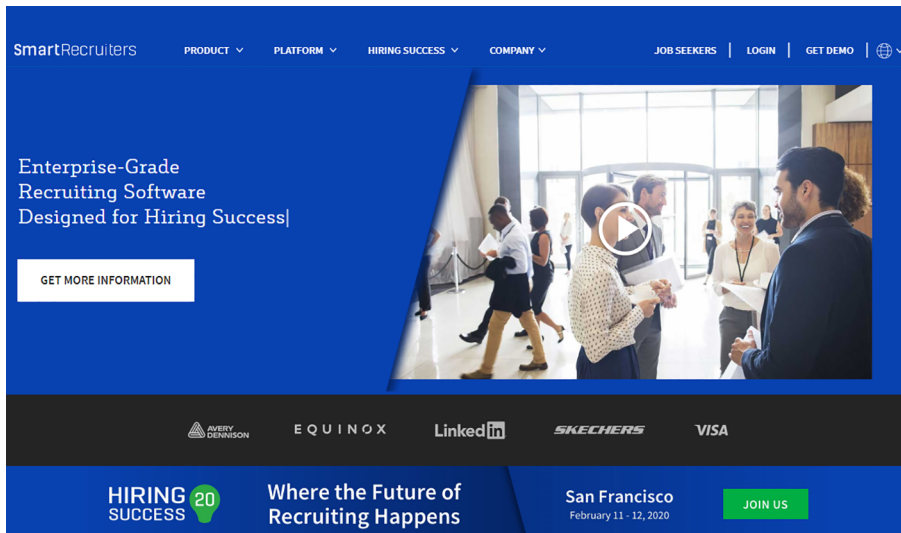 SmartRecruiters
PRODUCT
PLATFORM
HIRING SUCCESS
COMPANY
JOB SEEKERS
LOGIN
GET DEMO
Enterprise-Grade
Recruiting Software
Designed for Hiring Success|
GET MORE INFORMATION
AVERY
DENNISON
EQUINOX
LinkedIn
SKECHERS
VISA
HIRING 20
SUCCESS
Where the Future of
Recruiting Happens
San Francisco
February 11 - 12, 2020
JOIN US